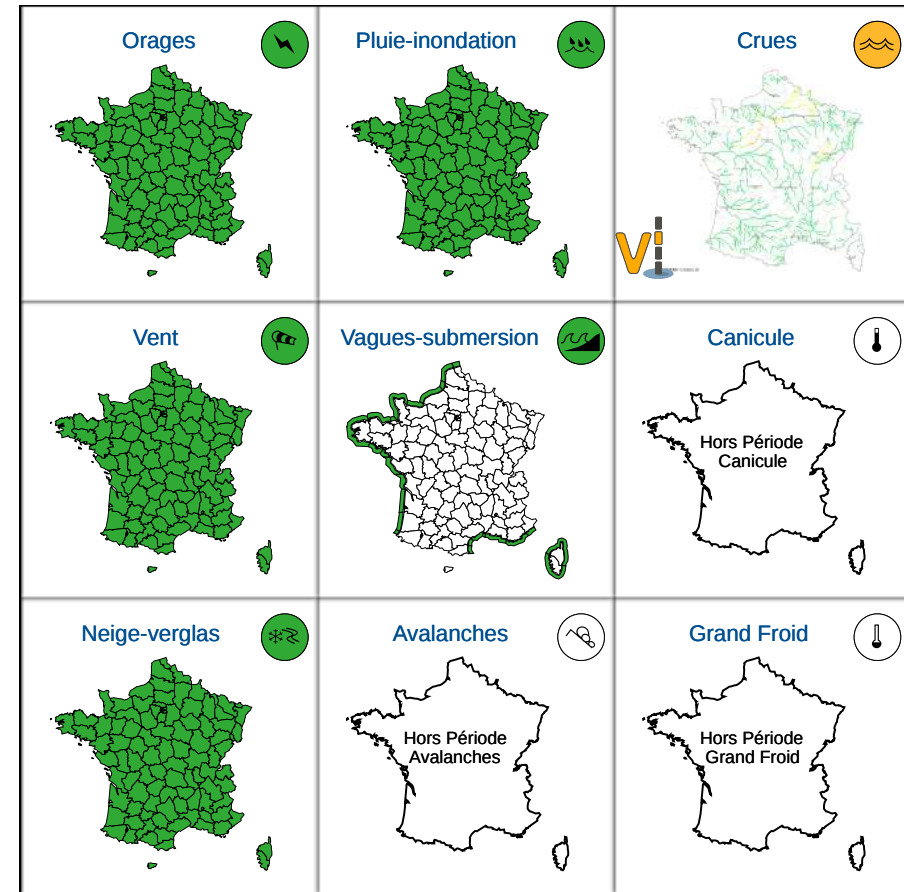 Orages
Pluie-inondation
Crues
Vi
Vent
Vagues-submersion
Canicule
Hors Période
Canicule
Neige-verglas
Avalanches
Grand Froid
Hors Période
Avalanches
Hors Période
Grand Froid